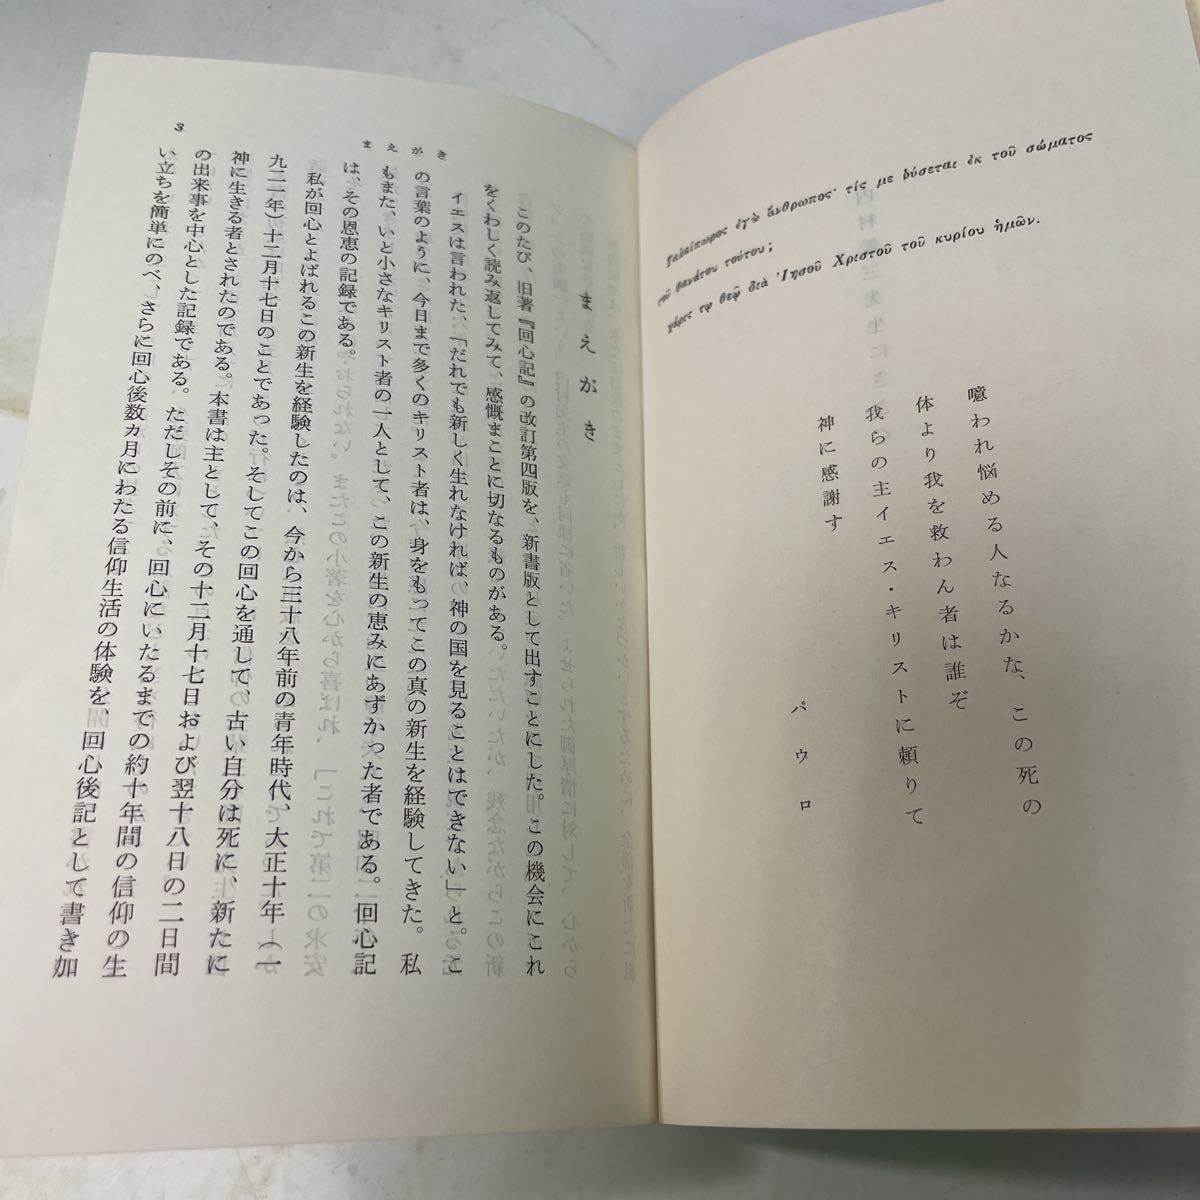 Ταλαίπωρος ἐγὼ ἄνθρωπος· τίς με ῥύσεται ἐκ τοῦ σώματος
τοῦ θανάτου τούτου;
χάρις τῷ θεῷ διὰ Ἰησοῦ Χριστοῦ τοῦ κυρίου ἡμῶν.
噫われ悩める人なるかな、この死の
体より我を救わん者は誰ぞ
我らの主イエス・キリストに頼りて
神に感謝す
パウロ
まえがき
このたび、旧著『回心記』の改訂第四版を、新書版として出すことにした。この機会にこれ
をくわしく読み返してみて、感慨まことに切なるものがある。
イエスは言われた、「だれでも新しく生れなければ、神の国を見ることはできない」と。こ
の言葉のように、今日まで多くのキリスト者は、身をもってこの真の新生を経験してきた。私
もまた、いと小さなキリスト者の一人として、この新生の恵みにあずかった者である。回心記
は、その恩恵の記録である。
私が回心とよばれるこの新生を経験したのは、今から三十八年前の青年時代、大正十年(一
九二一年)十二月十七日のことであった。そしてこの回心を通して、古い自分は死に、新たに
神に生きる者とされたのである。本書は主として、その十二月十七日および翌十八日の二日間
の出来事を中心とした記録である。ただしその前に、回心にいたるまでの約十年間の信仰の生
い立ちを簡単にのべ、さらに回心後数カ月にわたる信仰生活の体験を、回心後記として書き加
まえがき
3